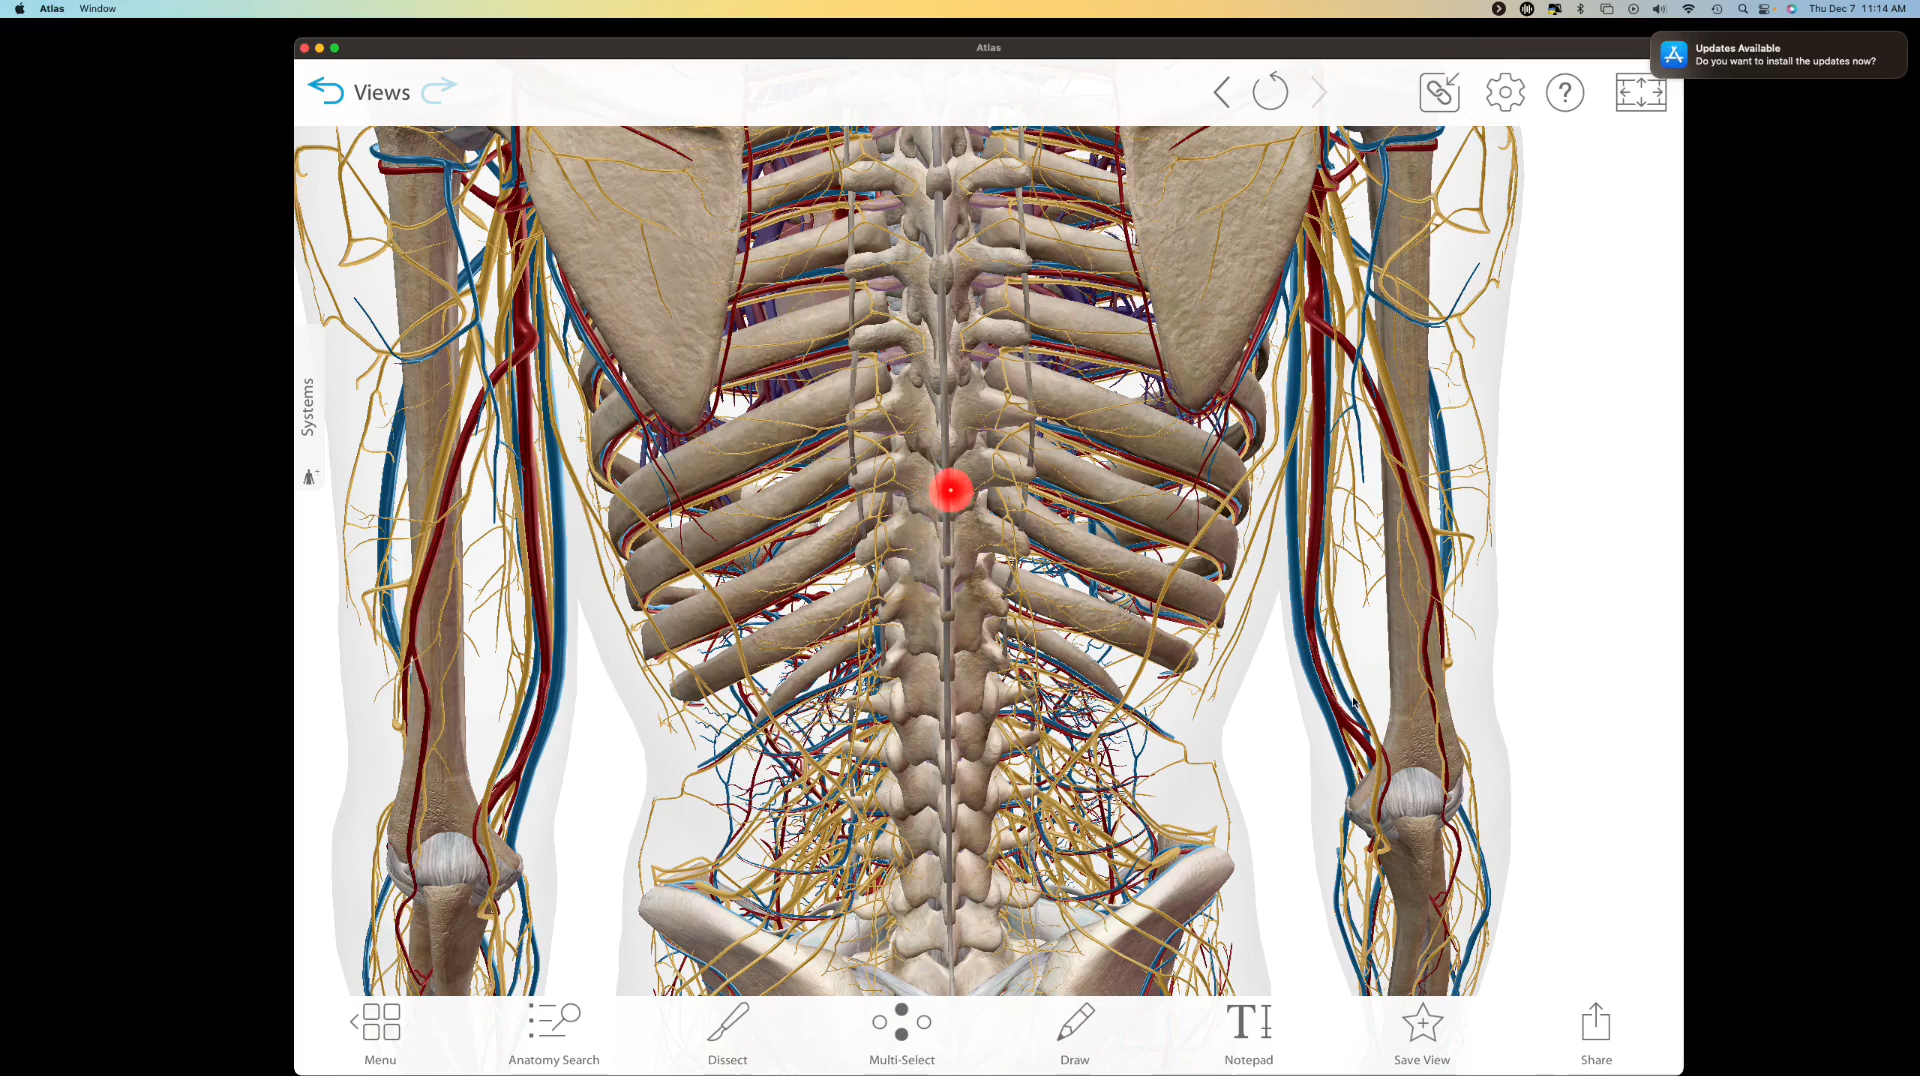 Atlas Window
Thu Dec 7 11:14 AM
Atlas
Updates Available
Do you want to install the updates now?
Views
?
Systems
Menu
Anatomy Search
Dissect
Multi-Select
Draw
Notepad
Save View
Share